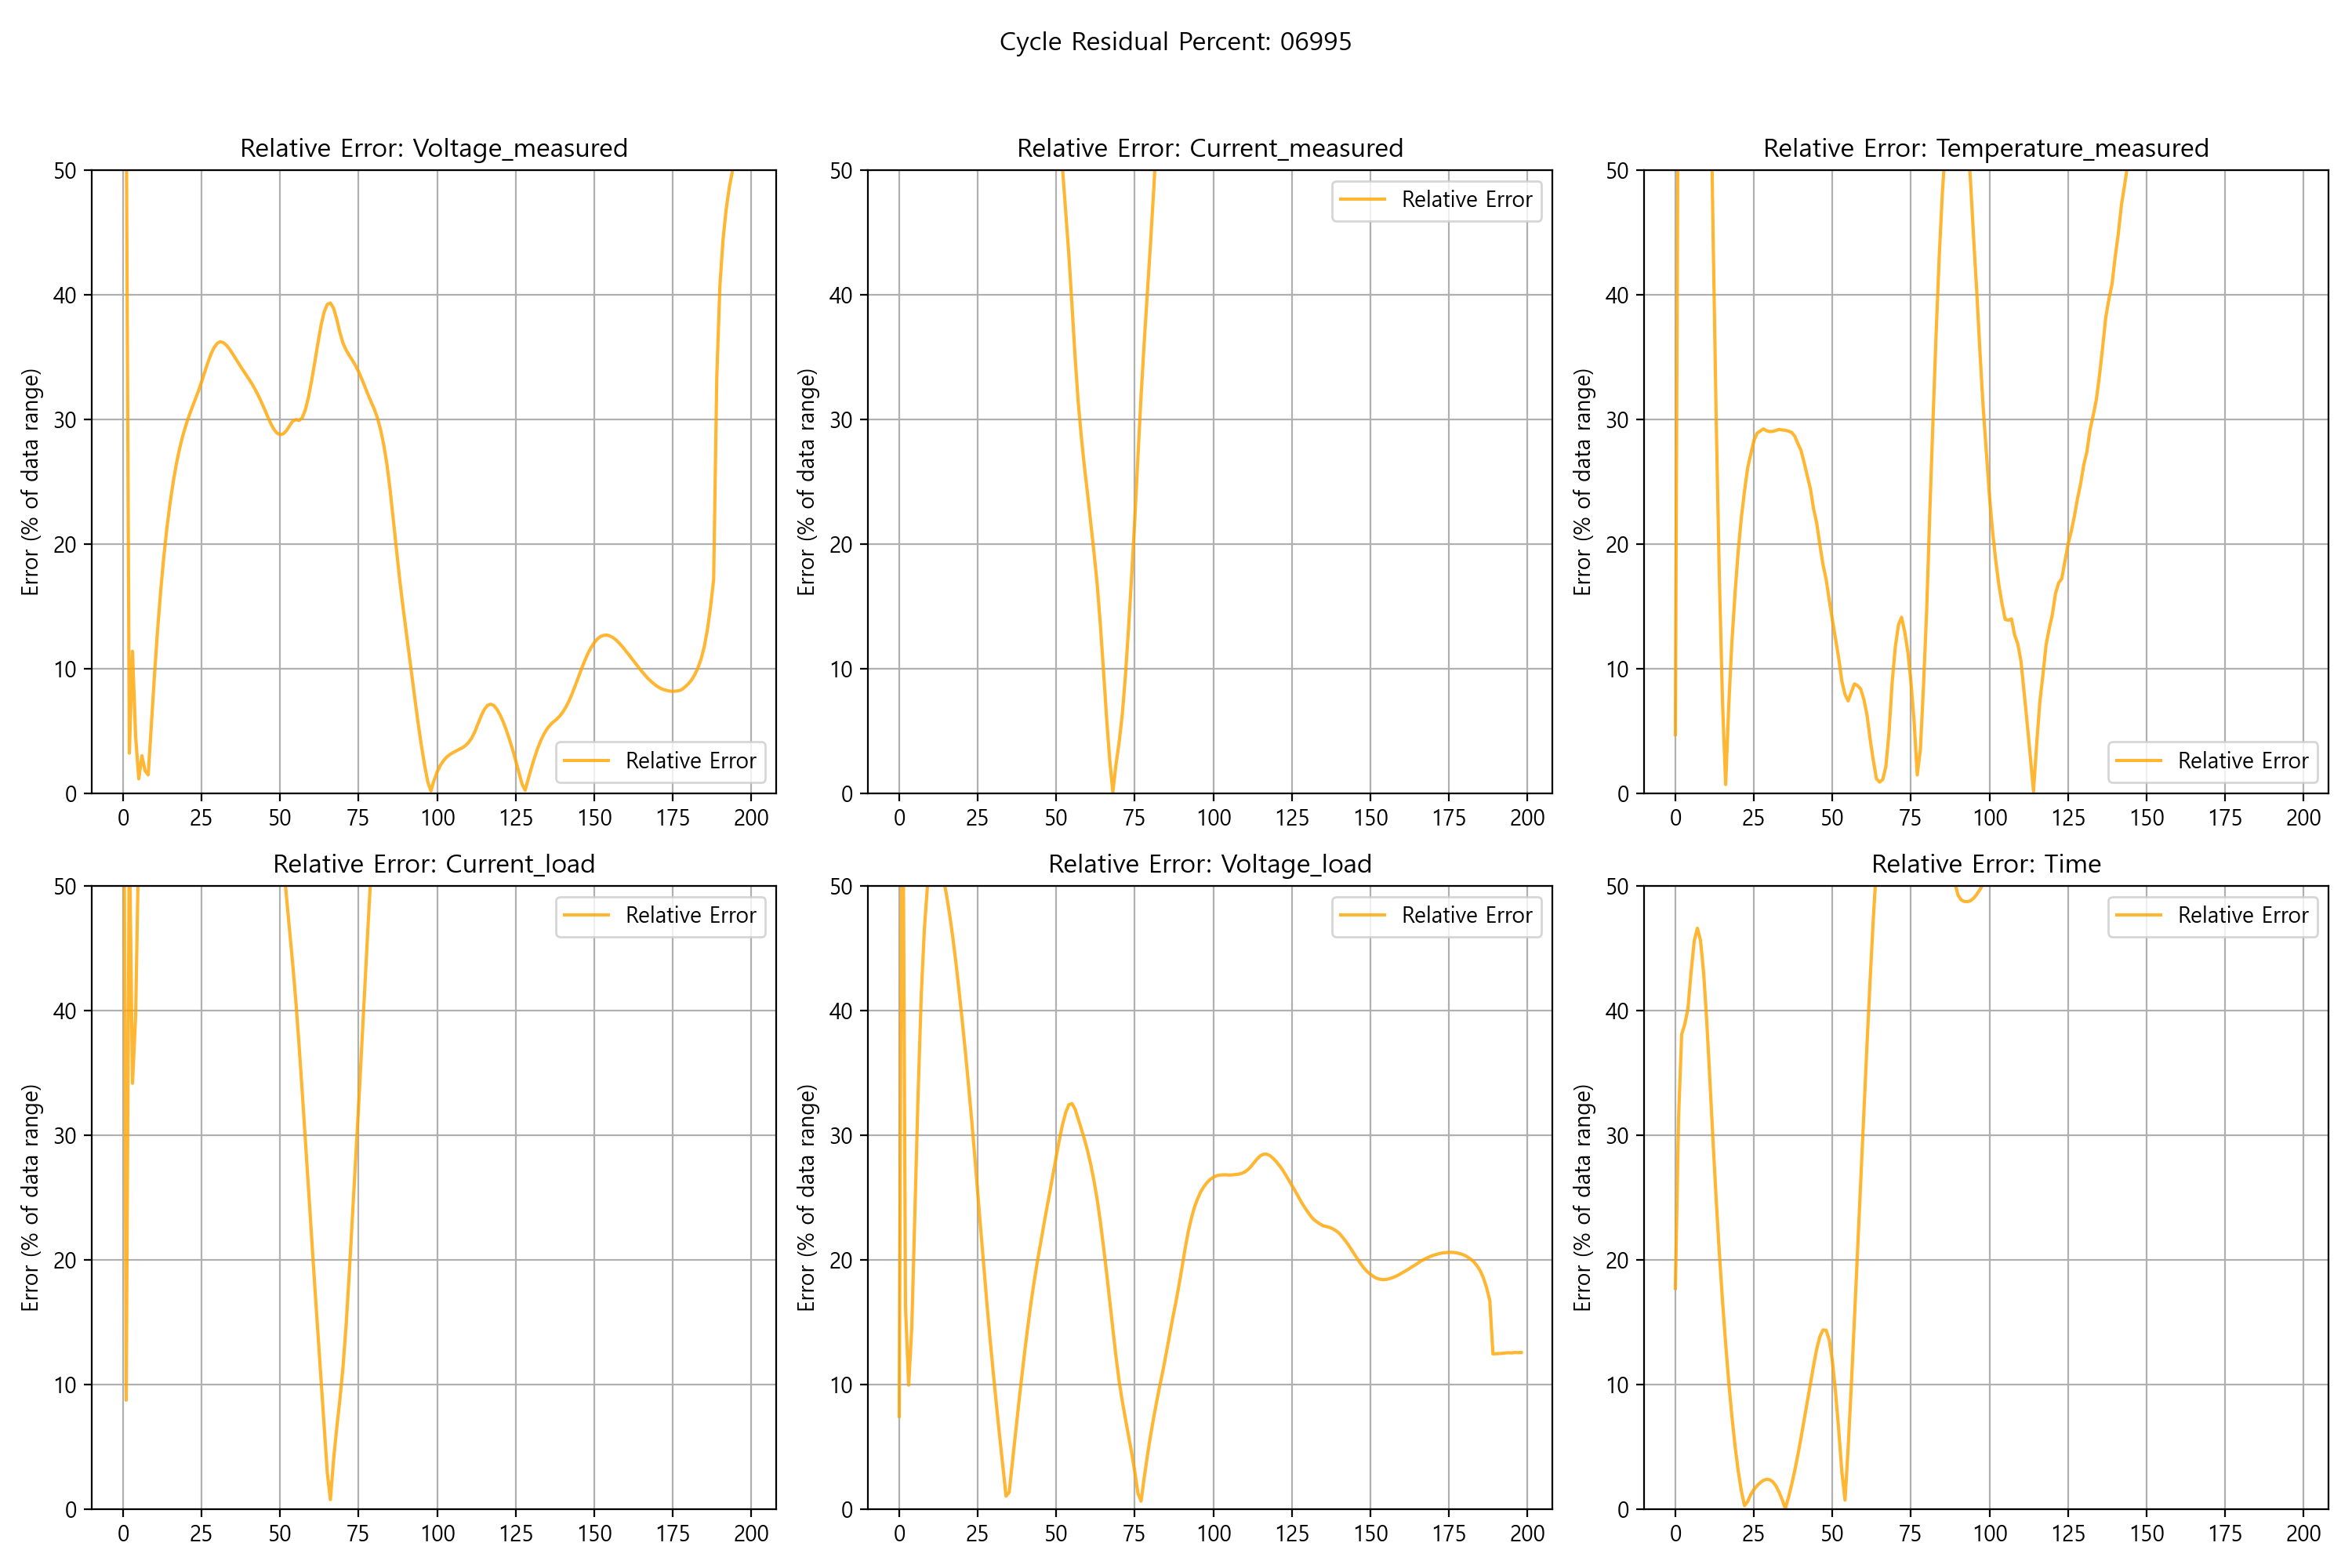 Cycle Residual Percent: 06995
Relative Error: Voltage_measured
Error (% of data range)
50
40
30
20
10
0
0 25 50 75 100 125 150 175 200
Relative Error
Relative Error: Current_measured
Error (% of data range)
50
40
30
20
10
0
0 25 50 75 100 125 150 175 200
Relative Error
Relative Error: Temperature_measured
Error (% of data range)
50
40
30
20
10
0
0 25 50 75 100 125 150 175 200
Relative Error
Relative Error: Current_load
Error (% of data range)
50
40
30
20
10
0
0 25 50 75 100 125 150 175 200
Relative Error
Relative Error: Voltage_load
Error (% of data range)
50
40
30
20
10
0
0 25 50 75 100 125 150 175 200
Relative Error
Relative Error: Time
Error (% of data range)
50
40
30
20
10
0
0 25 50 75 100 125 150 175 200
Relative Error